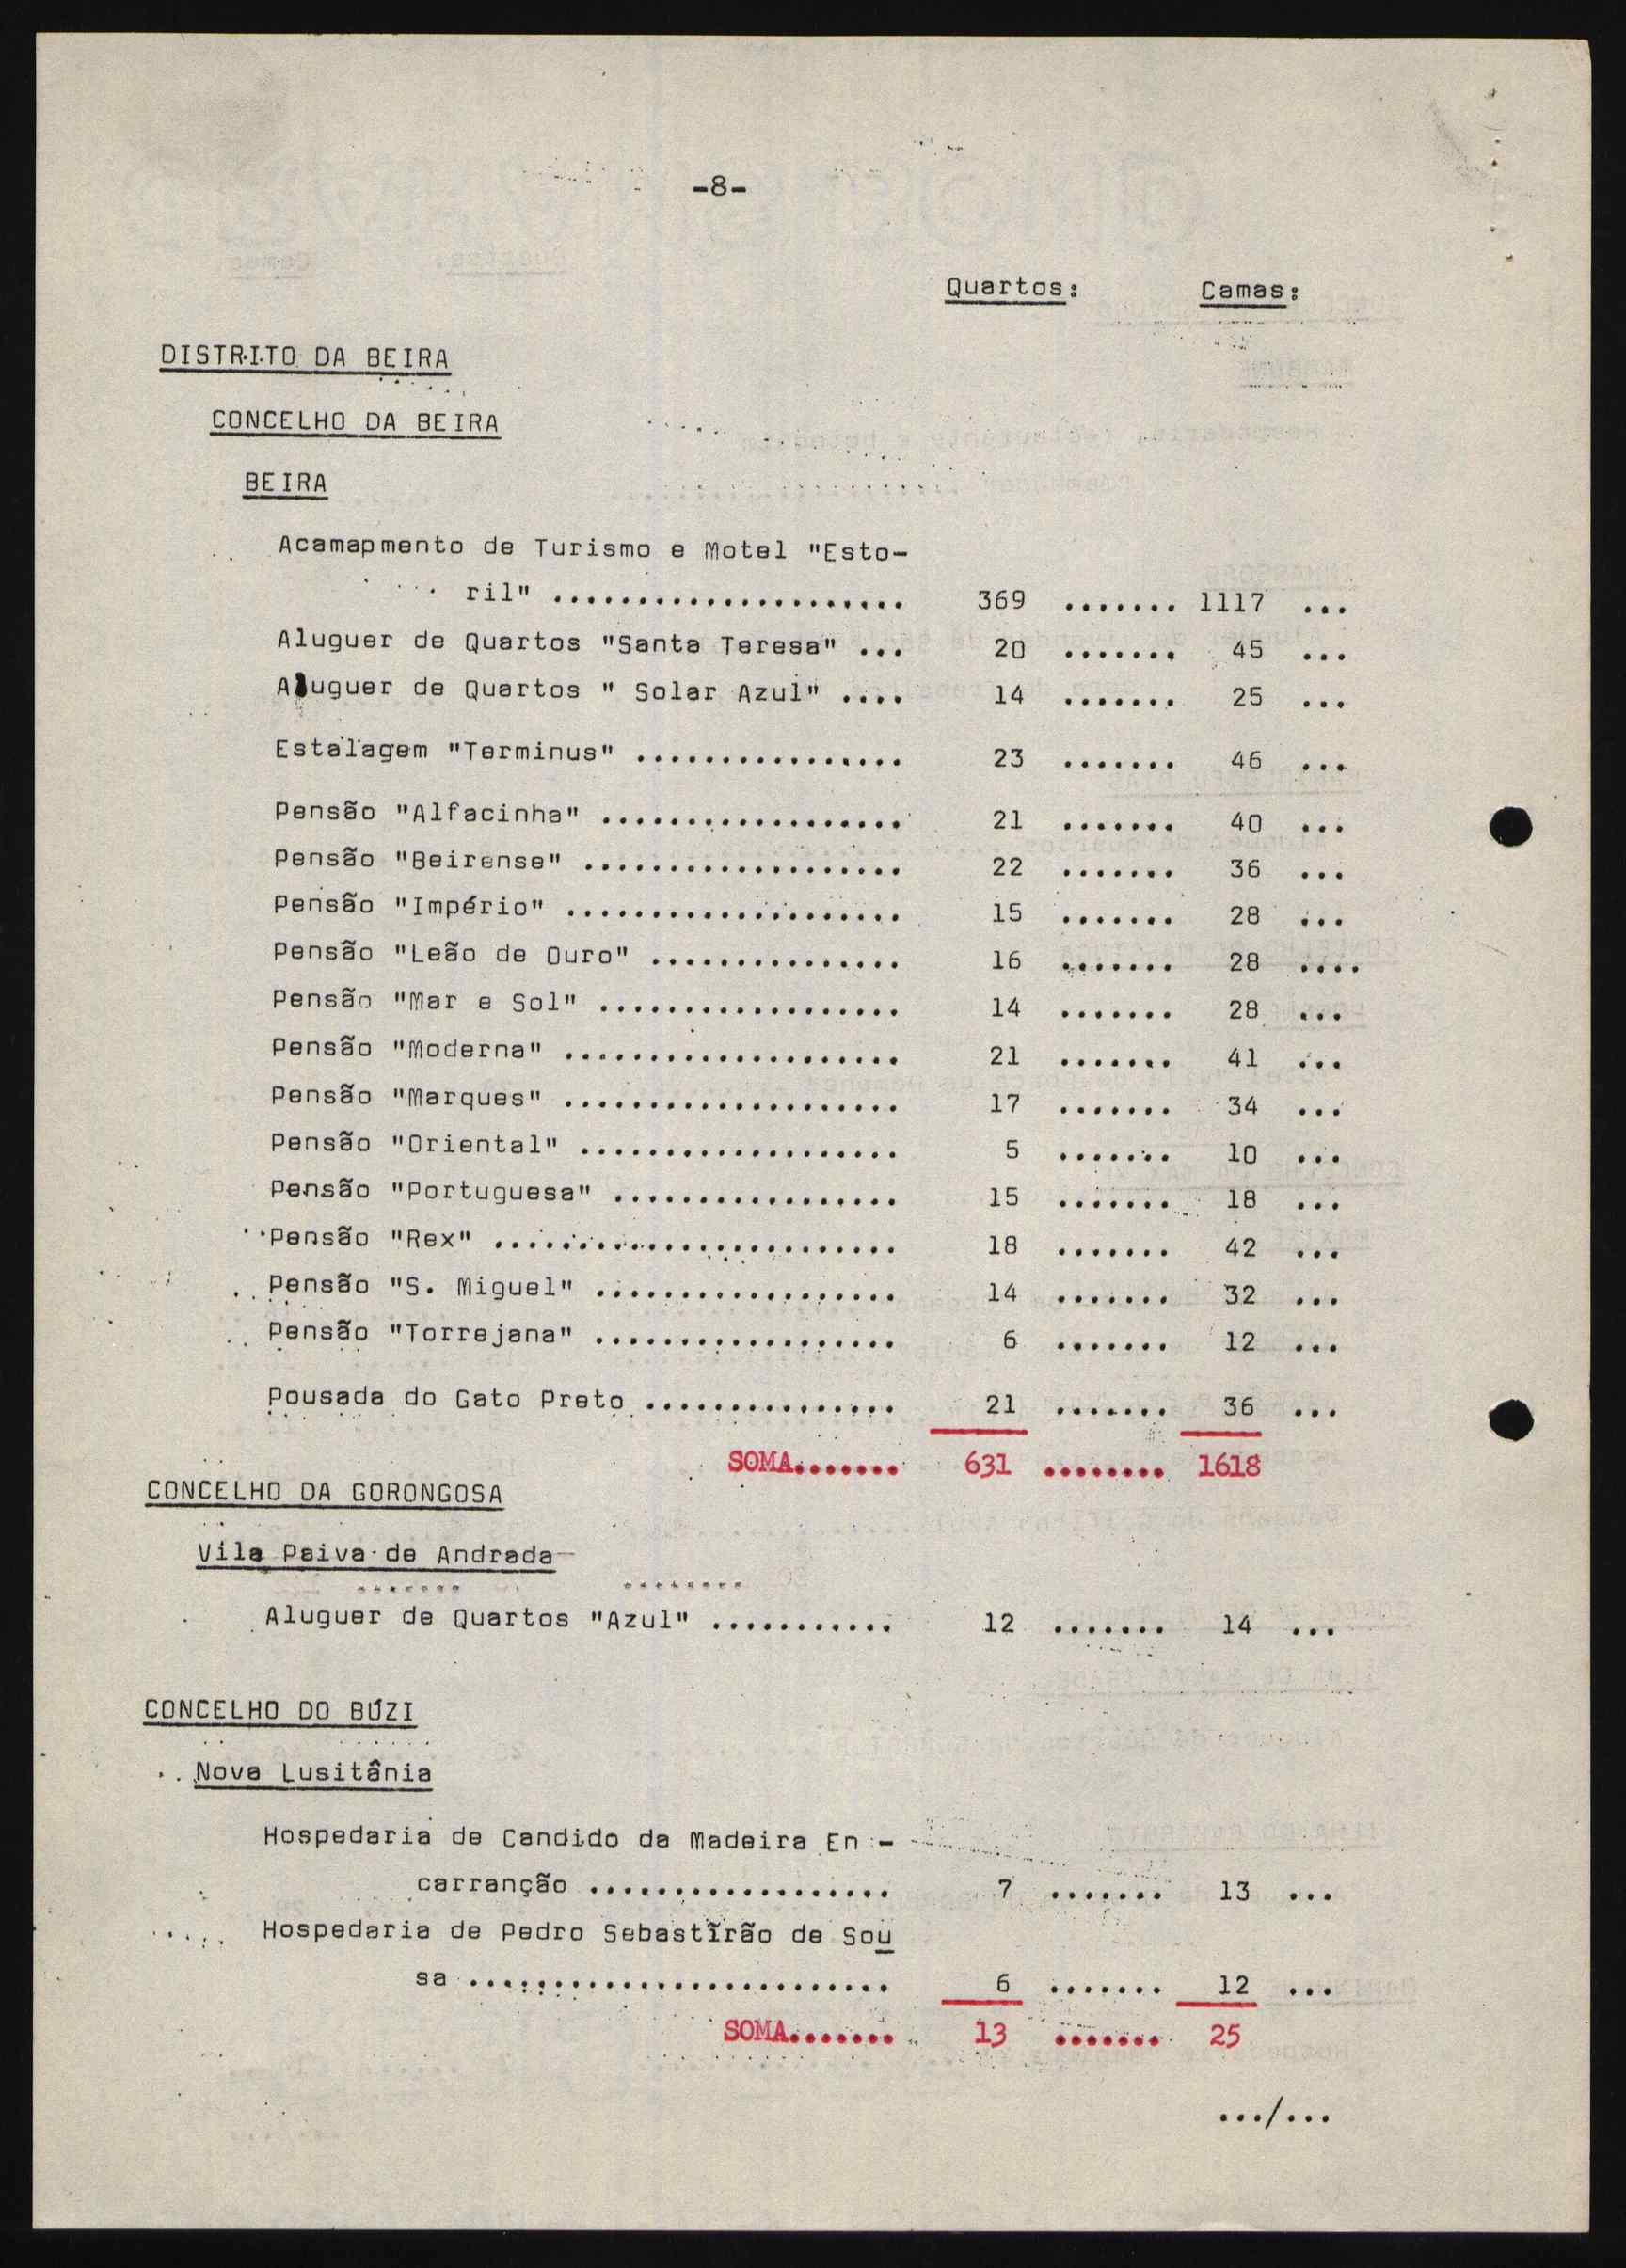 -8-
Quartos: Camas:
DISTRITO DA BEIRA
CONCELHO DA BEIRA
BEIRA
Acamapmento de Turismo e Motel "Esto-
ril" ..................... 369 ....... 1117 ...
Aluguer de Quartos "Santa Teresa" ... 20 ....... 45 ...
Aluguer de Quartos " Solar Azul" .... 14 ....... 25 ...
Estalagem "Terminus" ................ 23 ....... 46 ...
Pensão "Alfacinha" .................. 21 ....... 40 ...
Pensão "Beirense" ................... 22 ....... 36 ...
Pensão "Império" .................... 15 ....... 28 ...
Pensão "Leão de Ouro" ............... 16 ....... 28 ....
Pensão "Mar e Sol" .................. 14 ....... 28 ...
Pensão "Moderna" .................... 21 ....... 41 ...
Pensão "Marques" .................... 17 ....... 34 ...
Pensão "Oriental" ................... 5 ....... 10 ...
Pensão "Portuguesa" ................. 15 ....... 18 ...
Pensão "Rex" ........................ 18 ....... 42 ...
Pensão "S. Miguel" .................. 14 ....... 32 ...
Pensão "Torrejana" .................. 6 ....... 12 ...
Pousada do Gato Preto ............... 21 ....... 36 ...
SOMA....... 631 ........ 1618
CONCELHO DA GORONGOSA
Vila Paiva de Andrada
Aluguer de Quartos "Azul" ........... 12 ....... 14 ...
CONCELHO DO BÚZI
Nova Lusitânia
Hospedaria de Candido da Madeira En -
carranção .................. 7 ....... 13 ...
Hospedaria de Pedro Sebastĩrão de Sou
sa ......................... 6 ....... 12 ...
SOMA....... 13 ....... 25
.../...